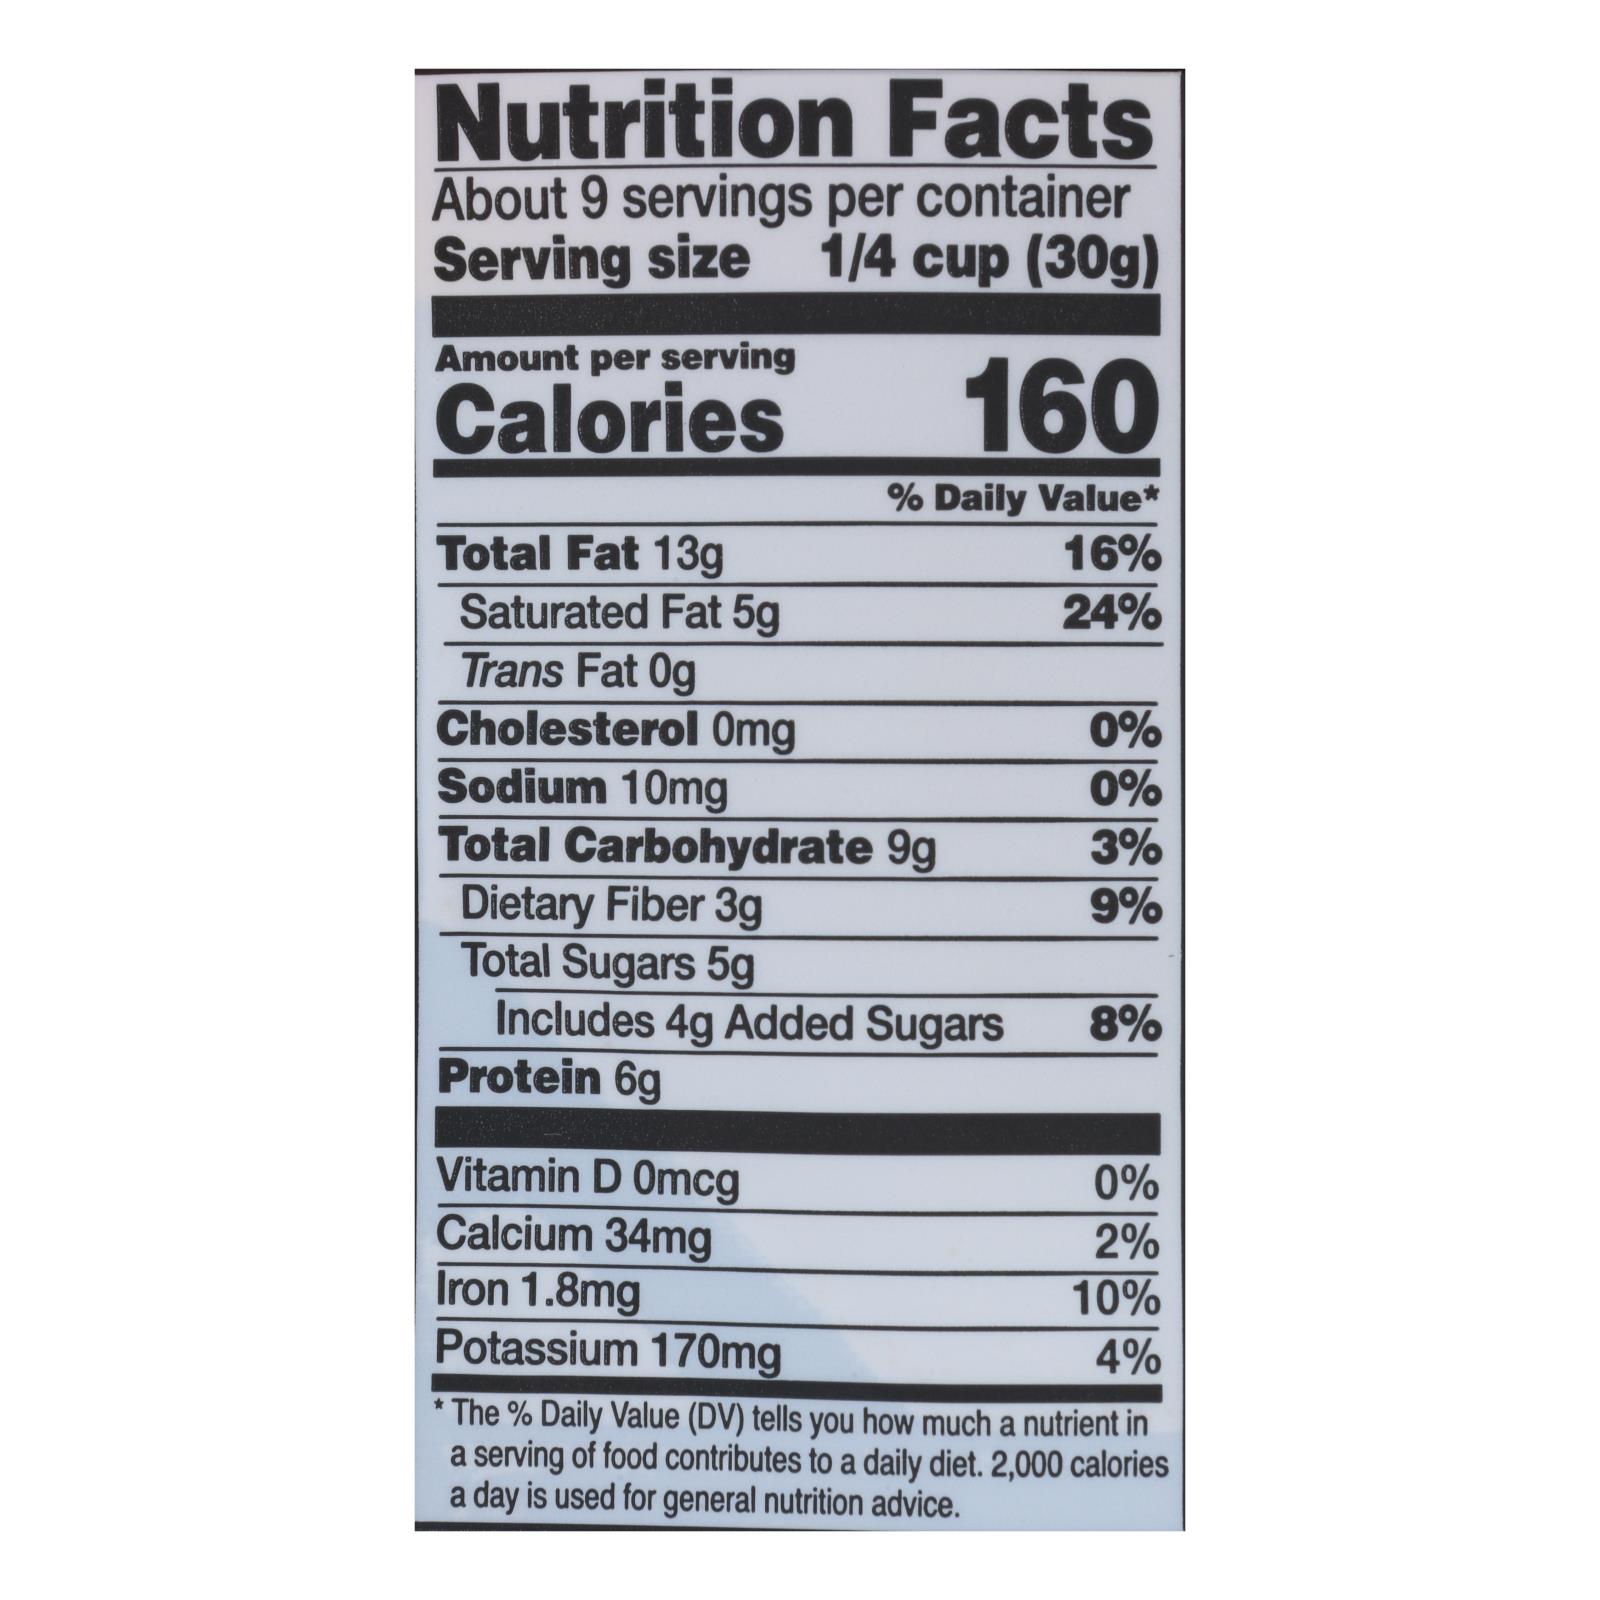 Nutrition Facts
About 9 servings per container
Serving size 1/4 cup (30g)
Amount per serving
Calories 160
% Daily Value*
Total Fat 13g 16%
Saturated Fat 5g 24%
Trans Fat 0g
Cholesterol 0mg 0%
Sodium 10mg 0%
Total Carbohydrate 9g 3%
Dietary Fiber 3g 9%
Total Sugars 5g
Includes 4g Added Sugars 8%
Protein 6g
Vitamin D 0mcg 0%
Calcium 34mg 2%
Iron 1.8mg 10%
Potassium 170mg 4%
* The % Daily Value (DV) tells you how much a nutrient in
a serving of food contributes to a daily diet. 2,000 calories
a day is used for general nutrition advice.